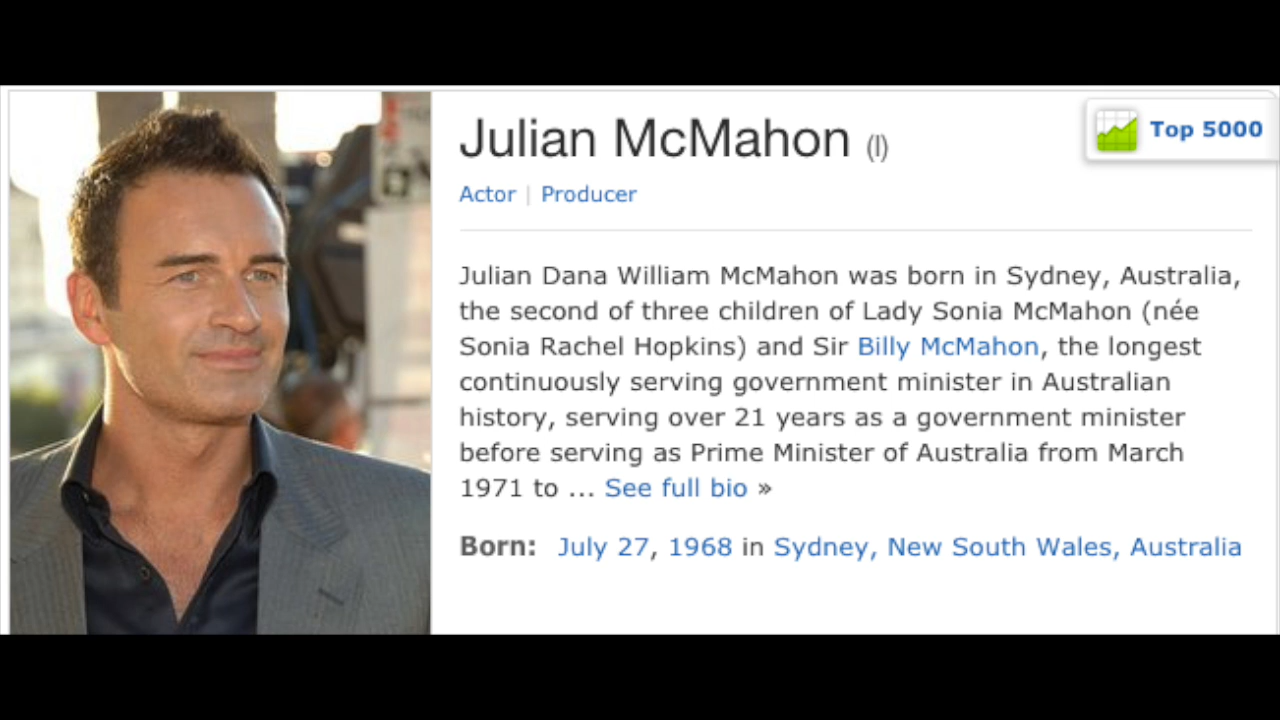 Julian McMahon (I)
Top 5000
Actor | Producer
Julian Dana William McMahon was born in Sydney, Australia,
the second of three children of Lady Sonia McMahon (née
Sonia Rachel Hopkins) and Sir Billy McMahon, the longest
continuously serving government minister in Australian
history, serving over 21 years as a government minister
before serving as Prime Minister of Australia from March
1971 to ... See full bio »
Born: July 27, 1968 in Sydney, New South Wales, Australia